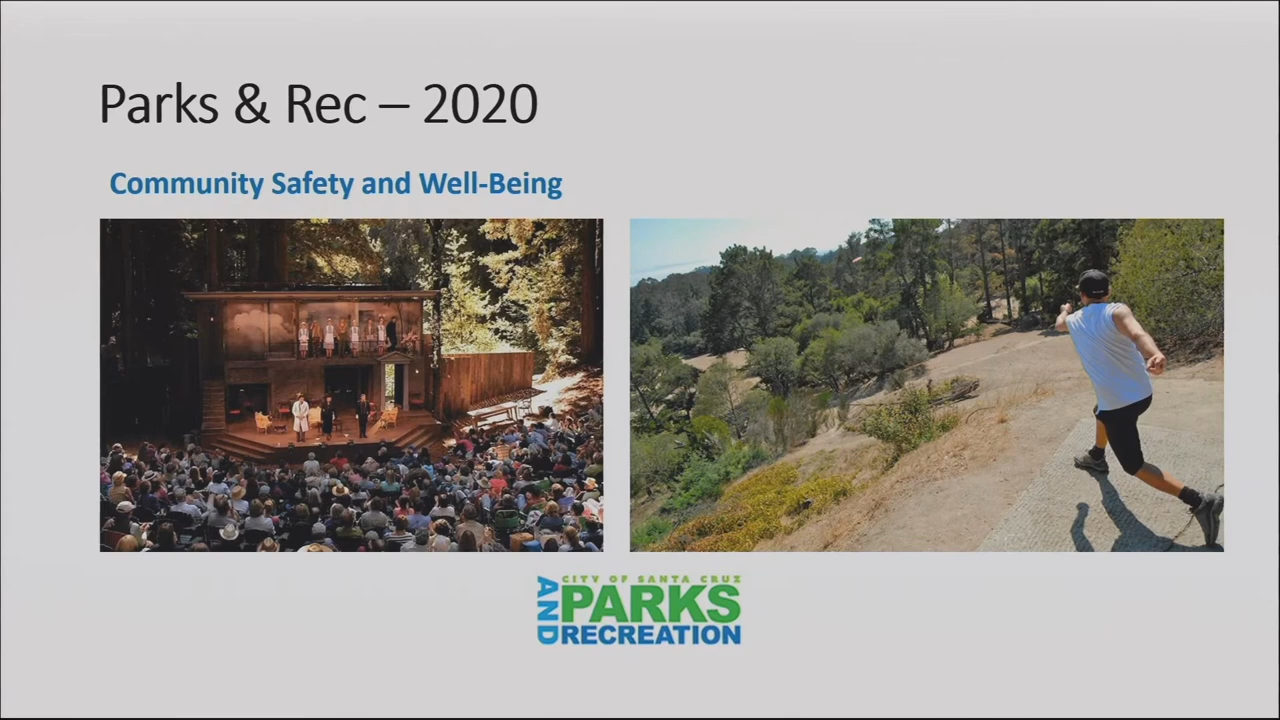 Parks & Rec – 2020
Community Safety and Well-Being
CITY OF SANTA CRUZ
AND
PARKS
RECREATION